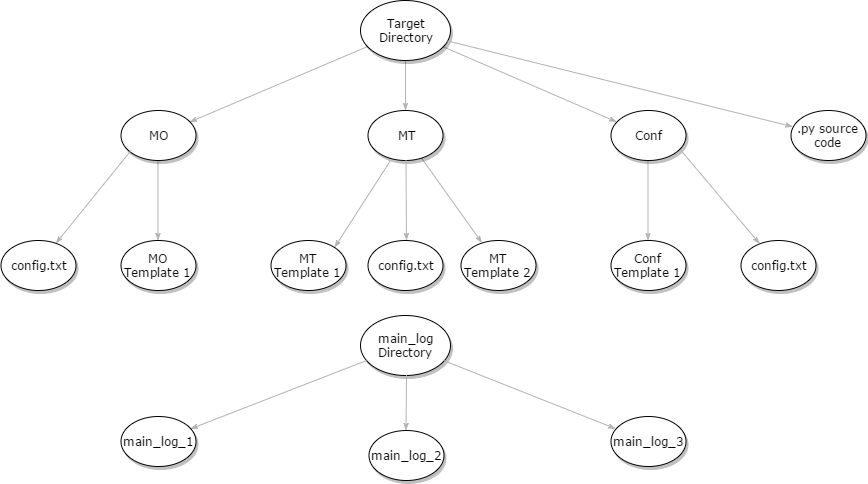 Target
Directory
MO
MT
Conf
.py source
code
config.txt
MO
Template 1
MT
Template 1
config.txt
MT
Template 2
Conf
Template 1
config.txt
main_log
Directory
main_log_1
main_log_2
main_log_3